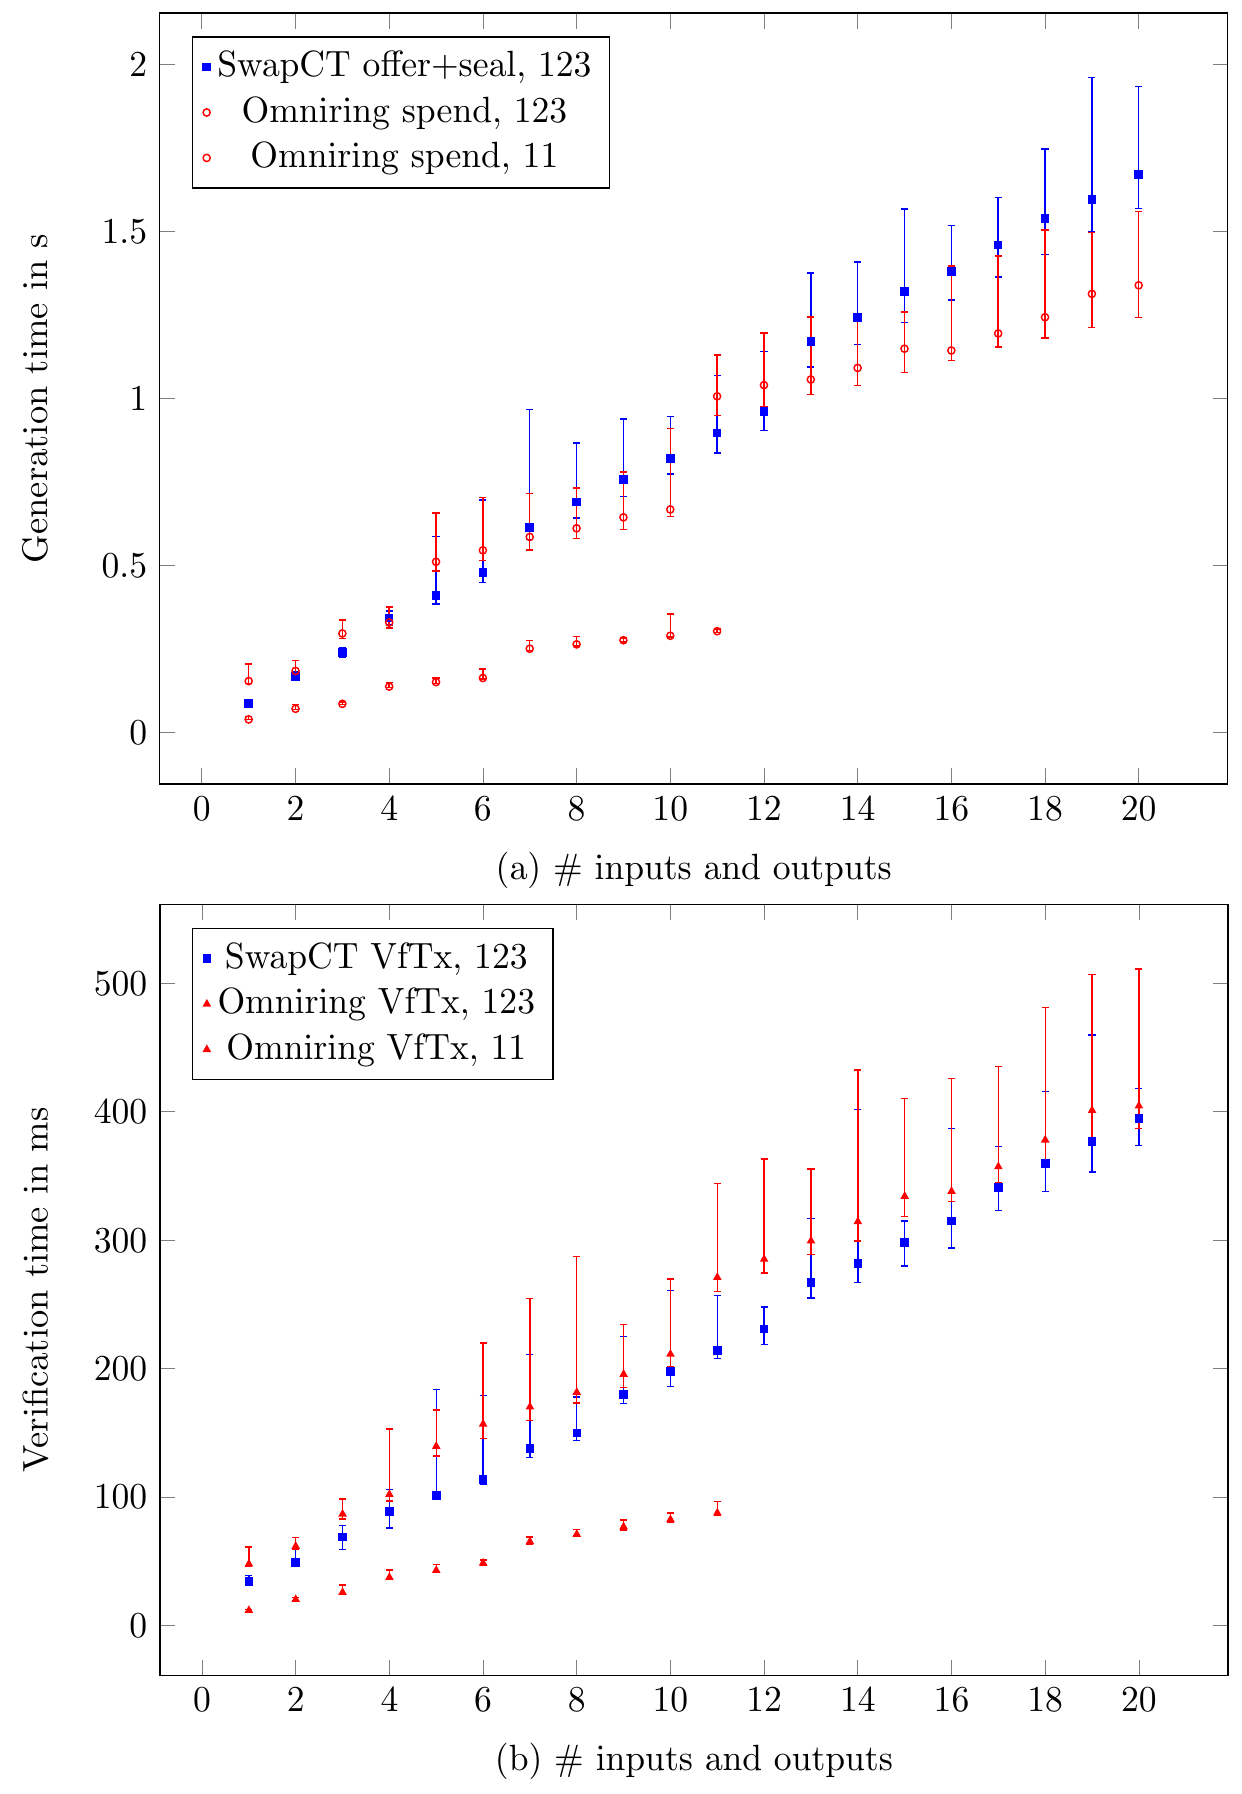 2
1.5
1
0.5
0
SwapCT offer+seal, 123
Omniring spend, 123
Omniring spend, 11
Generation time in s
0 2 4 6 8 10 12 14 16 18 20
(a) # inputs and outputs
500
400
300
200
100
0
SwapCT VfTx, 123
Omniring VfTx, 123
Omniring VfTx, 11
Verification time in ms
0 2 4 6 8 10 12 14 16 18 20
(b) # inputs and outputs